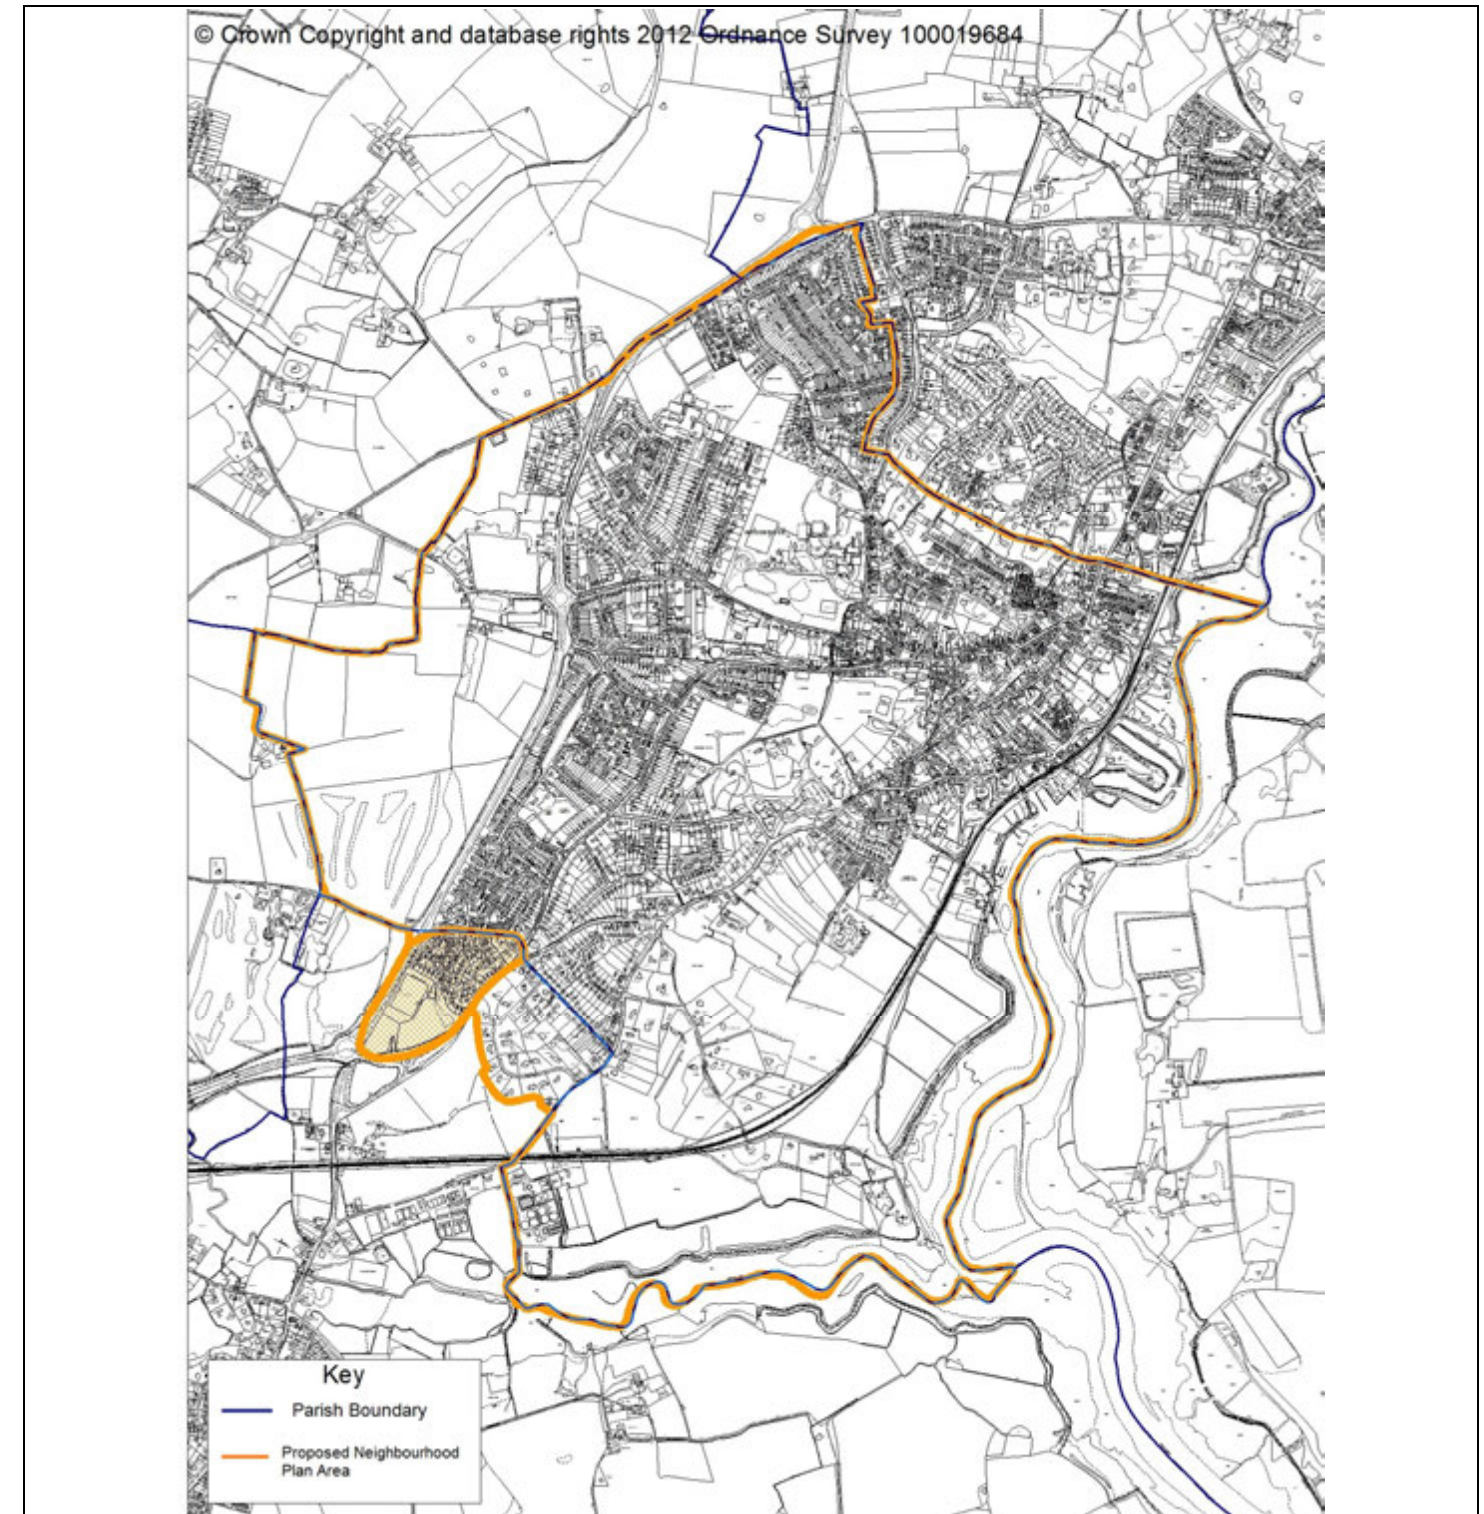 © Crown Copyright and database rights 2012 Ordnance Survey 100019684
Key
Parish Boundary
Proposed Neighbourhood
Plan Area